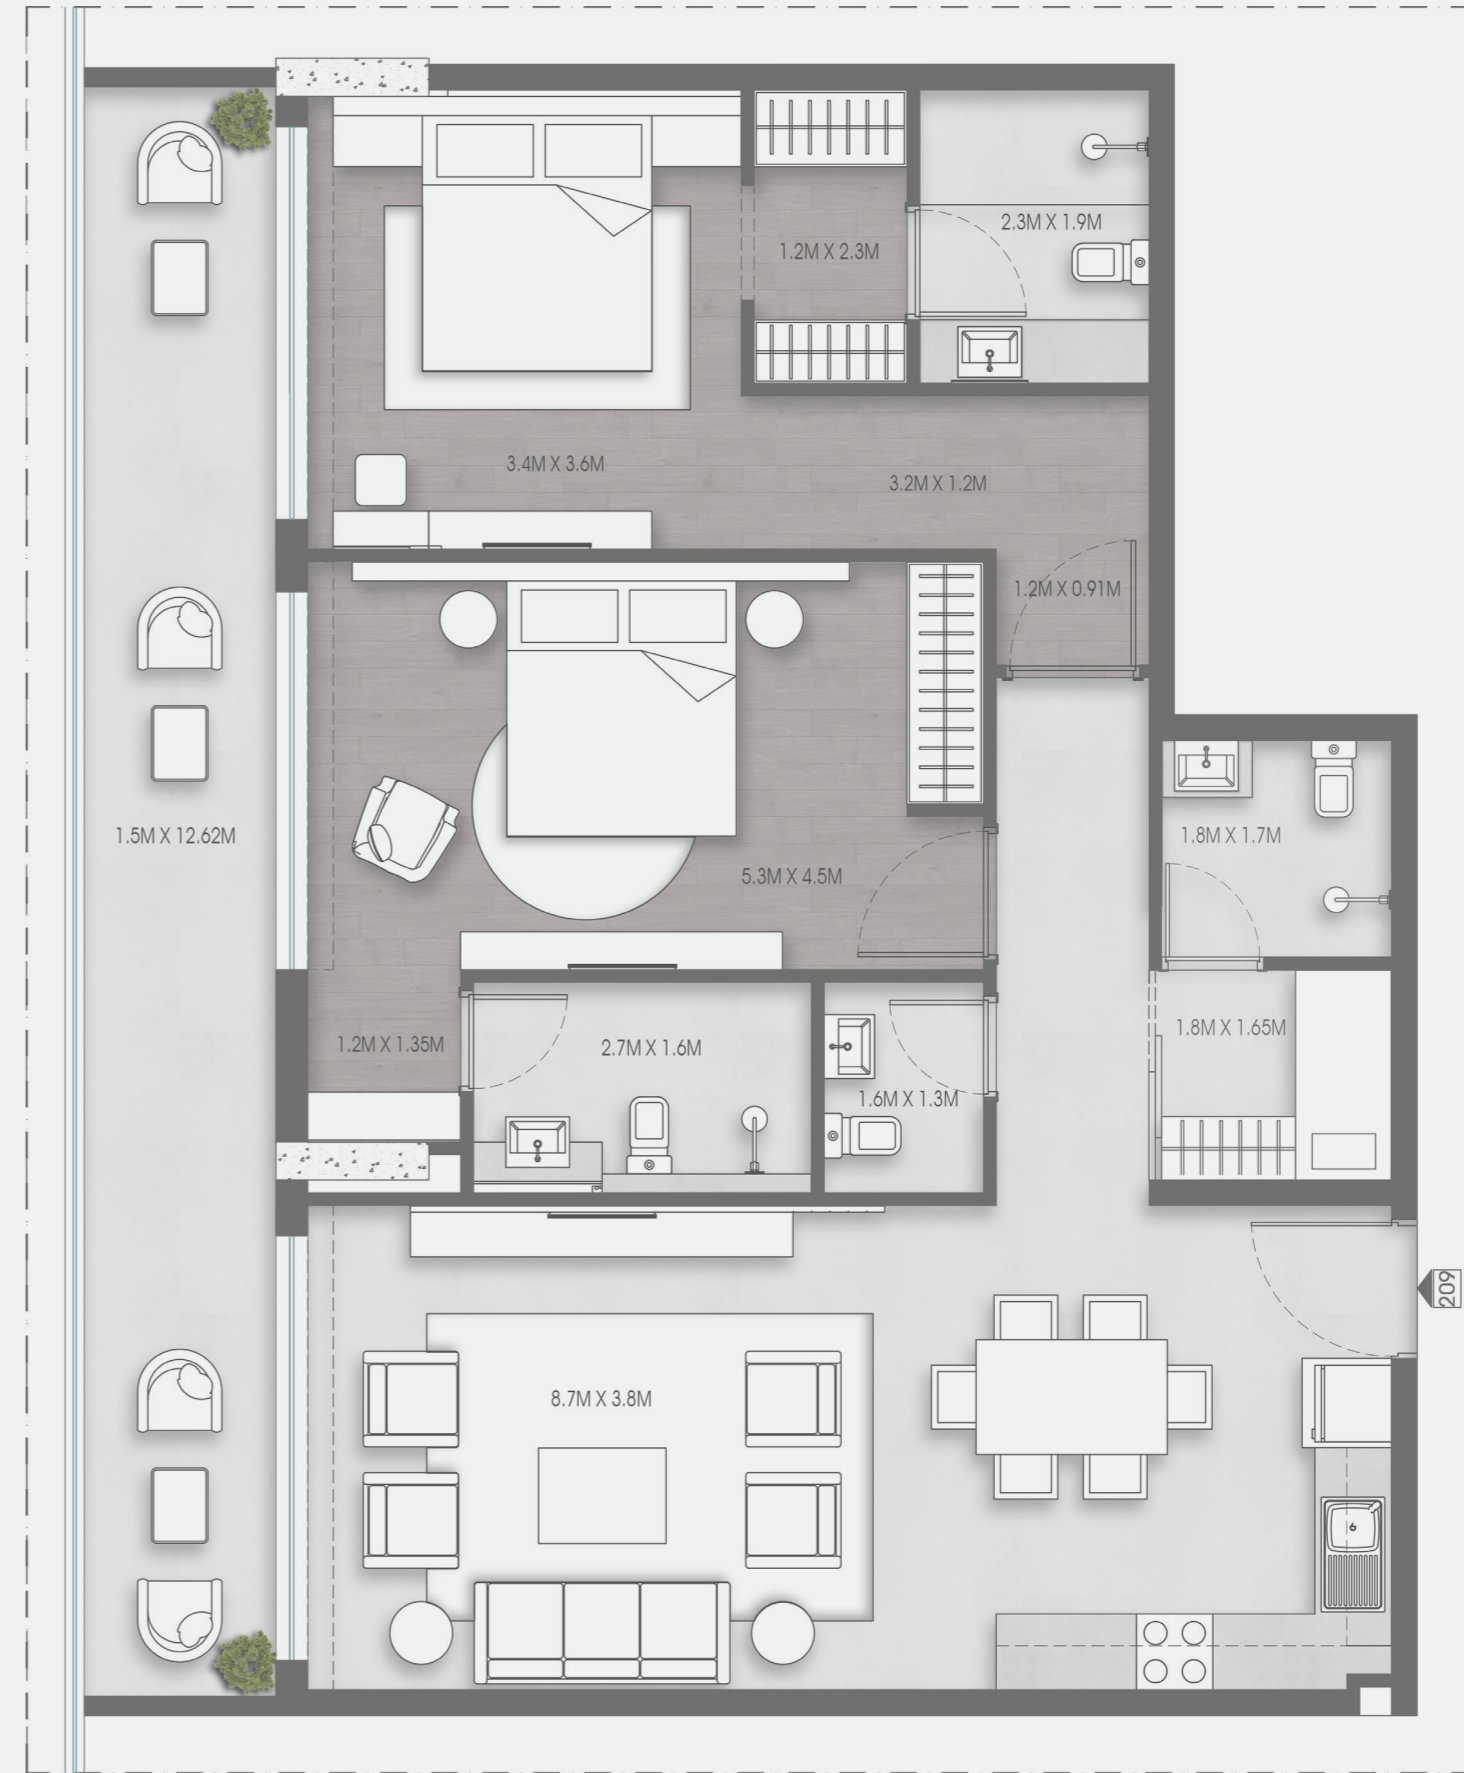 2.3M X 1.9M
1.2M X 2.3M
3.4M X 3.6M
3.2M X 1.2M
1.2M X 0.91M
1.5M X 12.62M
1.8M X 1.7M
5.3M X 4.5M
1.8M X 1.65M
1.2M X 1.35M
2.7M X 1.6M
1.6M X 1.3M
209
8.7M X 3.8M